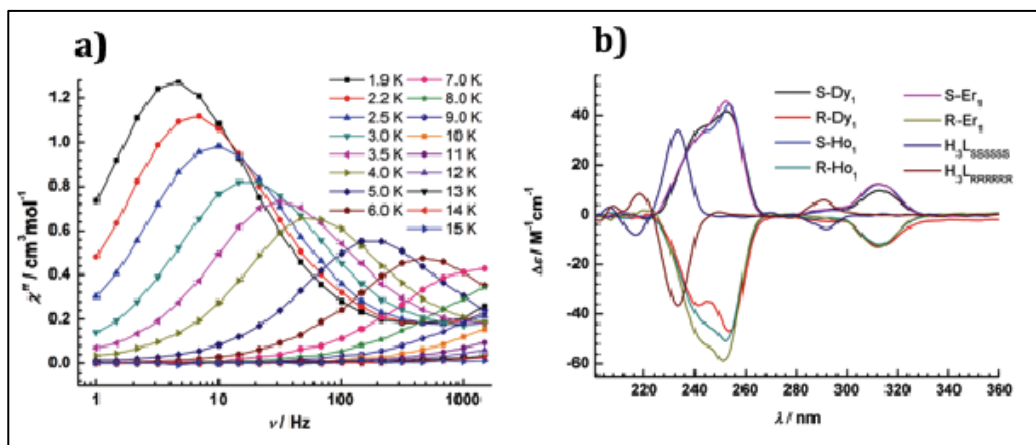 a)
χ'' / cm³mol⁻¹
1.2
1.0
0.8
0.6
0.4
0.2
0.0
1.9 K
2.2 K
2.5 K
3.0 K
3.5 K
4.0 K
5.0 K
6.0 K
7.0 K
8.0 K
9.0 K
10 K
11 K
12 K
13 K
14 K
15 K
1 10 100 1000
ν / Hz
b)
Δε / M⁻¹cm⁻¹
40
20
0
-20
-40
-60
S-Dy₁
R-Dy₁
S-Ho₁
R-Ho₁
S-Er₁
R-Er₁
H₃L_SSSSSS
H₃L_RRRRRR
220 240 260 280 300 320 340 360
λ / nm